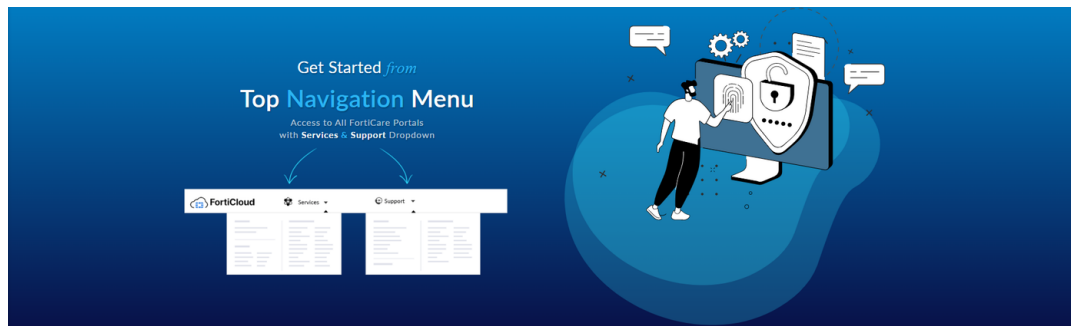 Get Started from
Top Navigation Menu
Access to All FortiCare Portals
with Services & Support Dropdown
FortiCloud Services Support